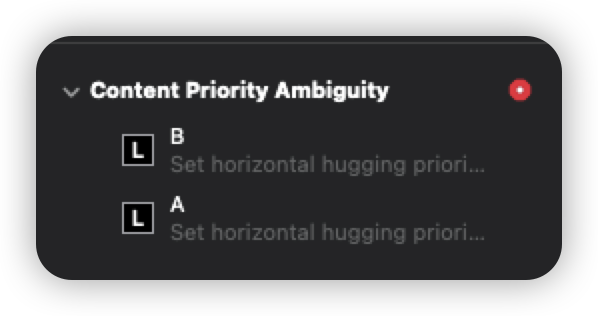 Content Priority Ambiguity
L B
Set horizontal hugging priori...
L A
Set horizontal hugging priori...